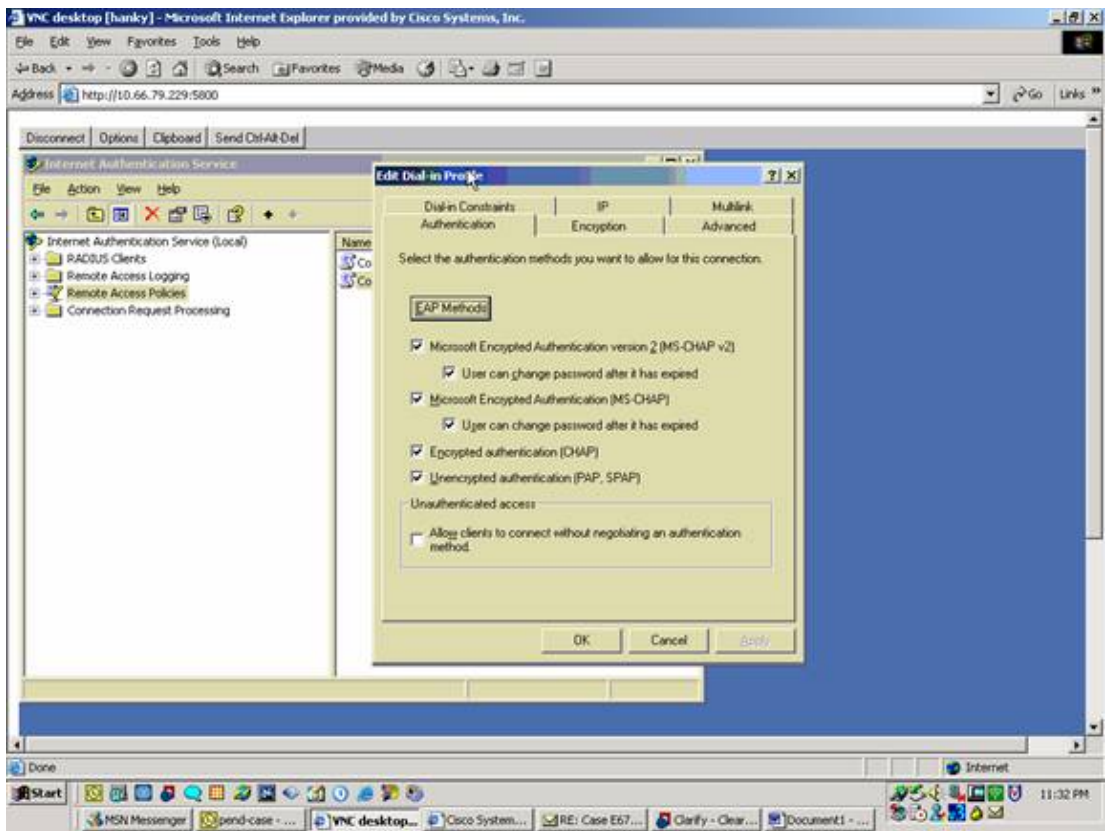 VNC desktop [hanky] - Microsoft Internet Explorer provided by Cisco Systems, Inc.
File Edit View Favorites Tools Help
Back Search Favorites Media
Address http://10.66.79.229:5800 Go Links »
Disconnect Options Clipboard Send Ctrl-Alt-Del
Internet Authentication Service
File Action View Help
Internet Authentication Service (Local)
RADIUS Clients
Remote Access Logging
Remote Access Policies
Connection Request Processing
Name
Co
Co
Edit Dial-in Profile
Dial-in Constraints IP Multilink
Authentication Encryption Advanced
Select the authentication methods you want to allow for this connection.
EAP Methods
Microsoft Encrypted Authentication version 2 (MS-CHAP v2)
User can change password after it has expired
Microsoft Encrypted Authentication (MS-CHAP)
User can change password after it has expired
Encrypted authentication (CHAP)
Unencrypted authentication (PAP, SPAP)
Unauthenticated access
Allow clients to connect without negotiating an authentication
method.
OK Cancel Apply
Done Internet
Start 11:32 PM
MSN Messenger pend-case - ... VNC desktop... Cisco System... RE: Case E67... Clarify - Clear... Document1 - ...